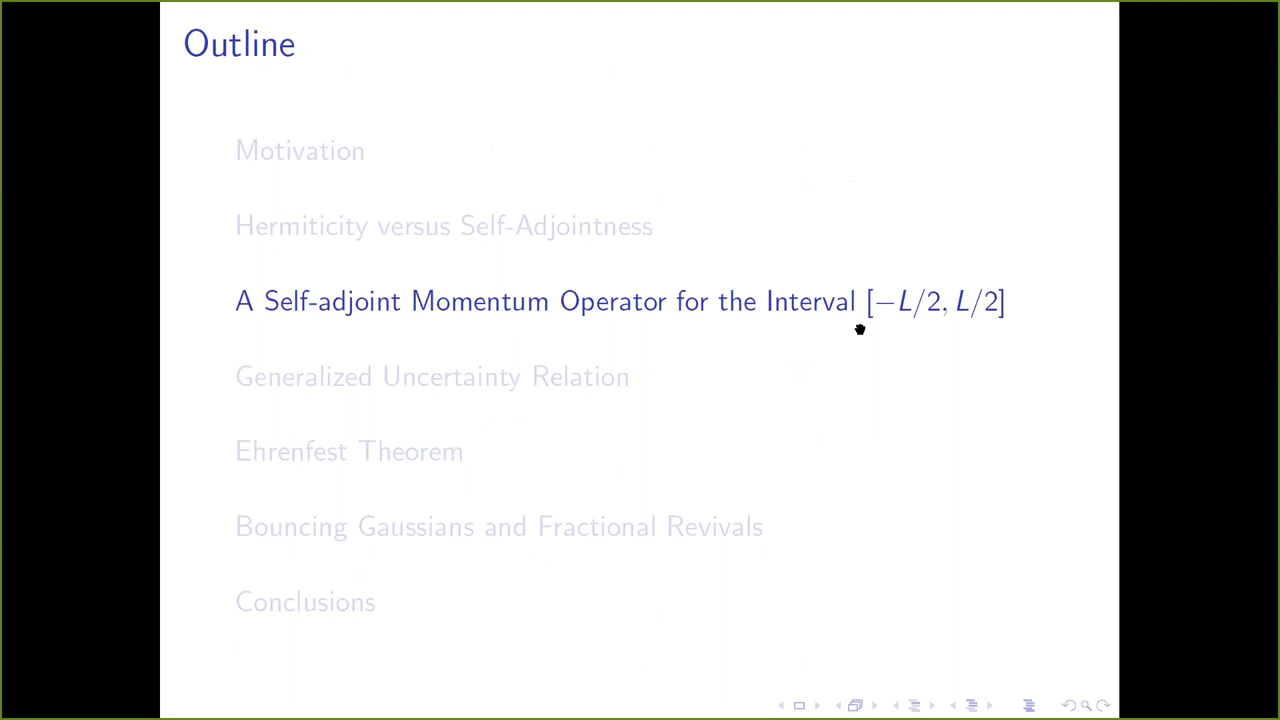 Outline
Motivation
Hermiticity versus Self-Adjointness
A Self-adjoint Momentum Operator for the Interval [−L/2, L/2]
Generalized Uncertainty Relation
Ehrenfest Theorem
Bouncing Gaussians and Fractional Revivals
Conclusions